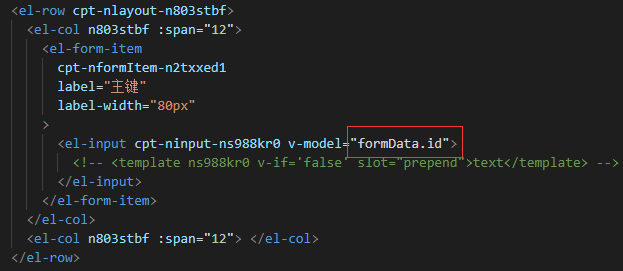 <el-row cpt-nlayout-n803stbf>
<el-col n803stbf :span="12">
<el-form-item
cpt-nformItem-n2txxed1
label="主键"
label-width="80px"
>
<el-input cpt-ninput-ns988kr0 v-model="formData.id">
<!-- <template ns988kr0 v-if='false' slot="prepend">text</template> -->
</el-input>
</el-form-item>
</el-col>
<el-col n803stbf :span="12"> </el-col>
</el-row>